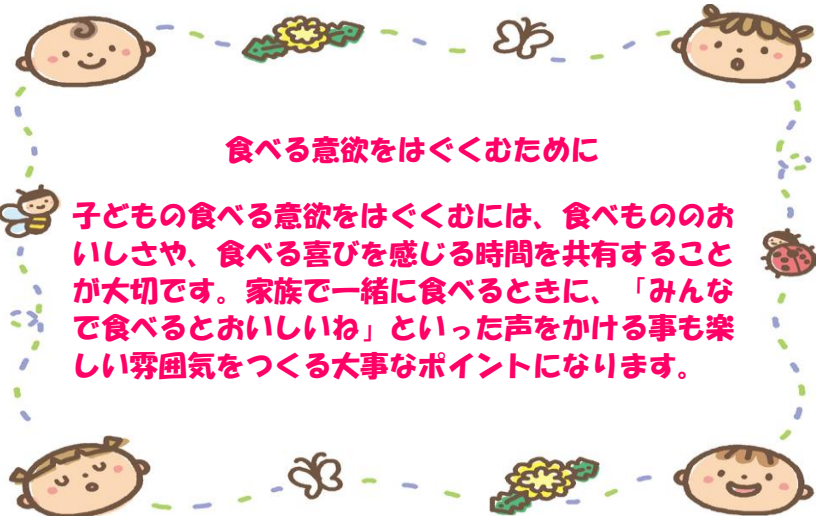 食べる意欲をはぐくむために
子どもの食べる意欲をはぐくむには、食べもののお
いしさや、食べる喜びを感じる時間を共有すること
が大切です。家族で一緒に食べるときに、「みんな
で食べるとおいしいね」といった声をかける事も楽
しい雰囲気をつくる大事なポイントになります。